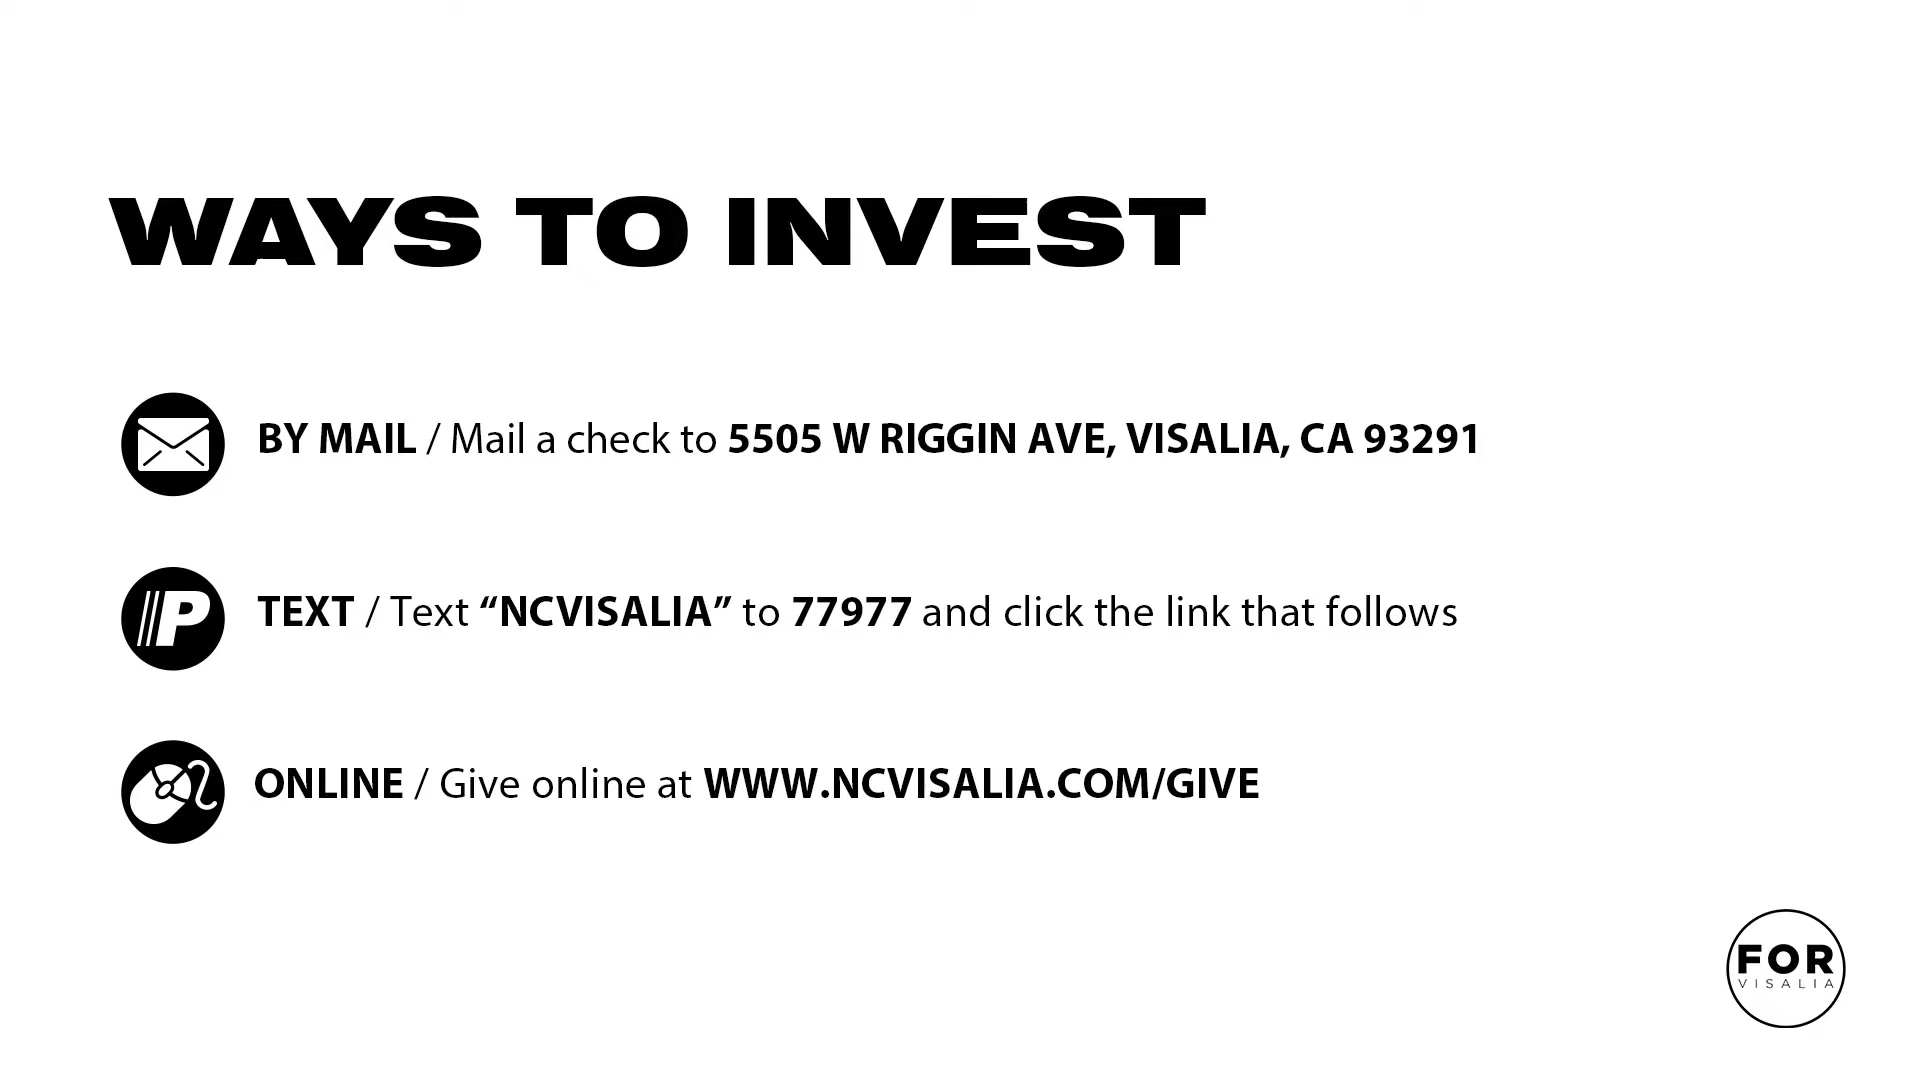 WAYS TO INVEST
BY MAIL / Mail a check to 5505 W RIGGIN AVE, VISALIA, CA 93291
P
TEXT / Text “NCVISALIA” to 77977 and click the link that follows
ONLINE / Give online at WWW.NCVISALIA.COM/GIVE
FOR
VISALIA